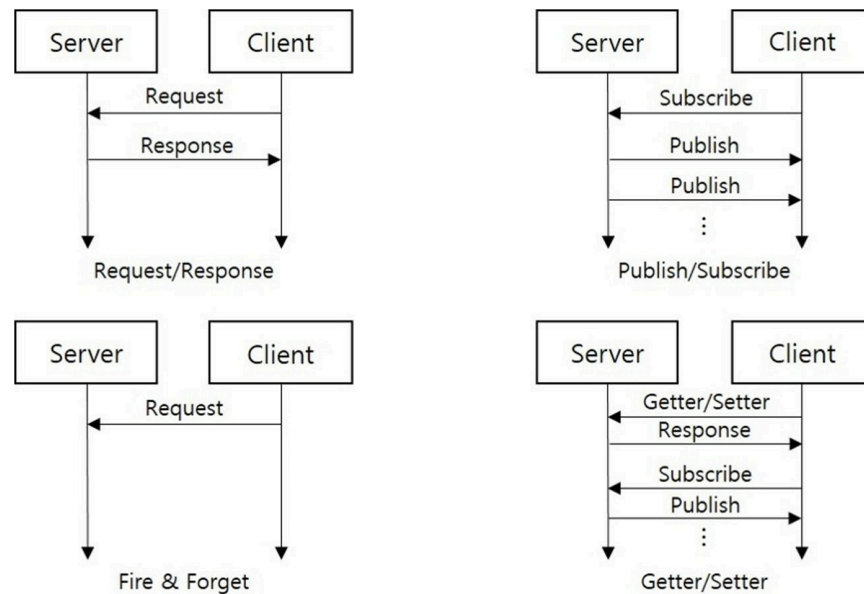 Server
Client
Request
Response
Request/Response
Server
Client
Subscribe
Publish
Publish
⋮
Publish/Subscribe
Server
Client
Request
Fire & Forget
Server
Client
Getter/Setter
Response
Subscribe
Publish
⋮
Getter/Setter